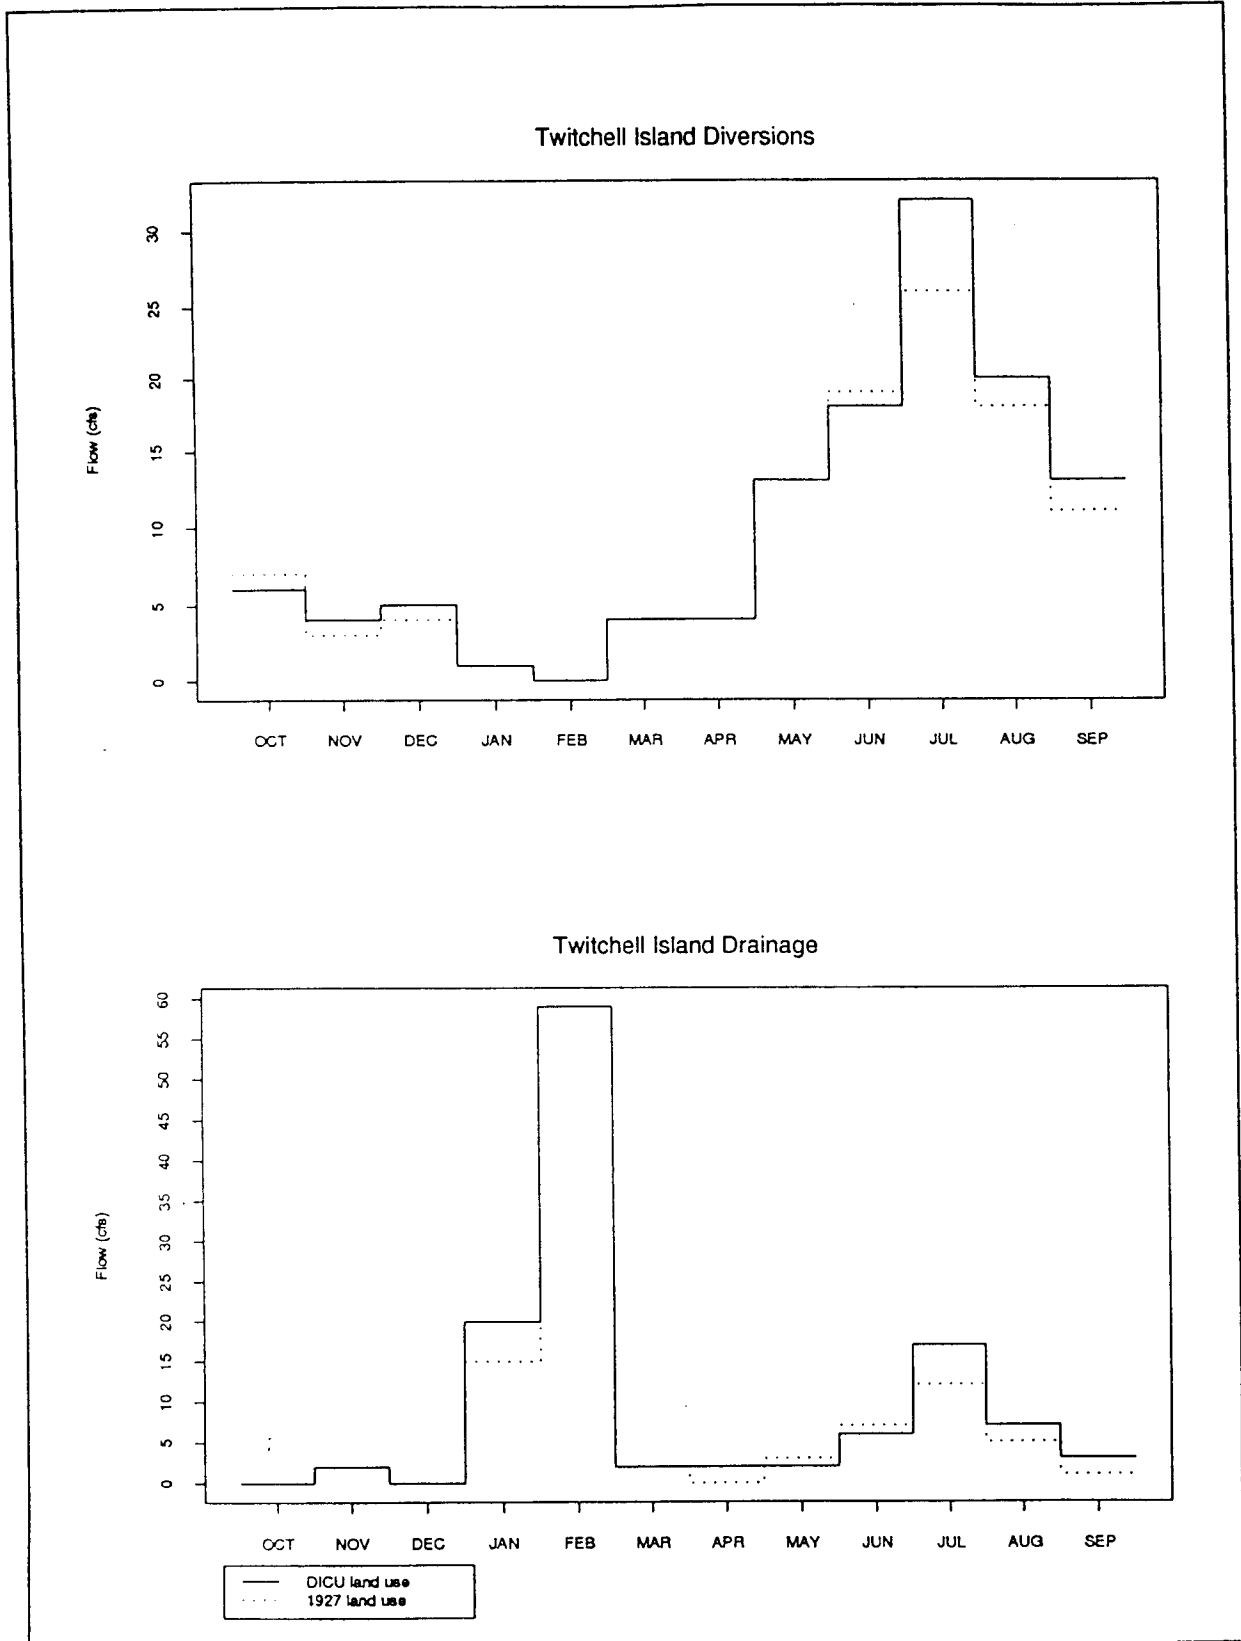 Twitchell Island Diversions
30
25
20
15
10
5
0
Flow (cfs)
OCT NOV DEC JAN FEB MAR APR MAY JUN JUL AUG SEP
Twitchell Island Drainage
60
55
50
45
40
35
30
25
20
15
10
5
0
Flow (cfs)
OCT NOV DEC JAN FEB MAR APR MAY JUN JUL AUG SEP
DICU land use
1927 land use